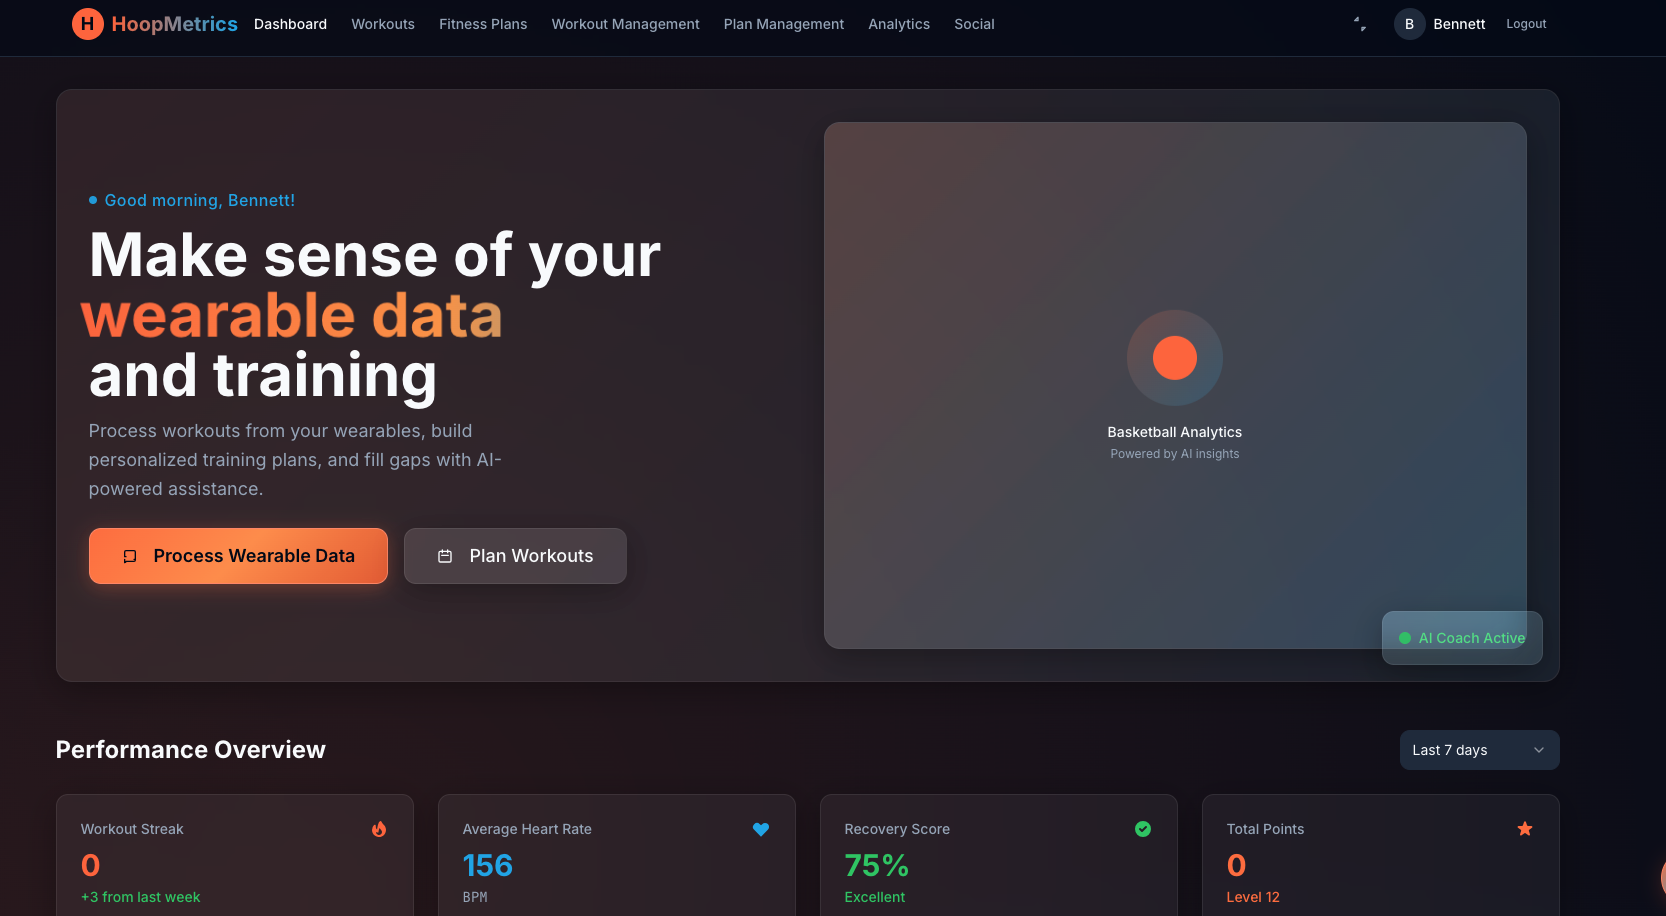 H HoopMetrics Dashboard Workouts Fitness Plans Workout Management Plan Management Analytics Social B Bennett Logout
Good morning, Bennett!
Make sense of your
wearable data
and training
Process workouts from your wearables, build
personalized training plans, and fill gaps with AI-
powered assistance.
Process Wearable Data
Plan Workouts
Basketball Analytics
Powered by AI insights
AI Coach Active
Performance Overview
Last 7 days
Workout Streak
0
+3 from last week
Average Heart Rate
156
BPM
Recovery Score
75%
Excellent
Total Points
0
Level 12